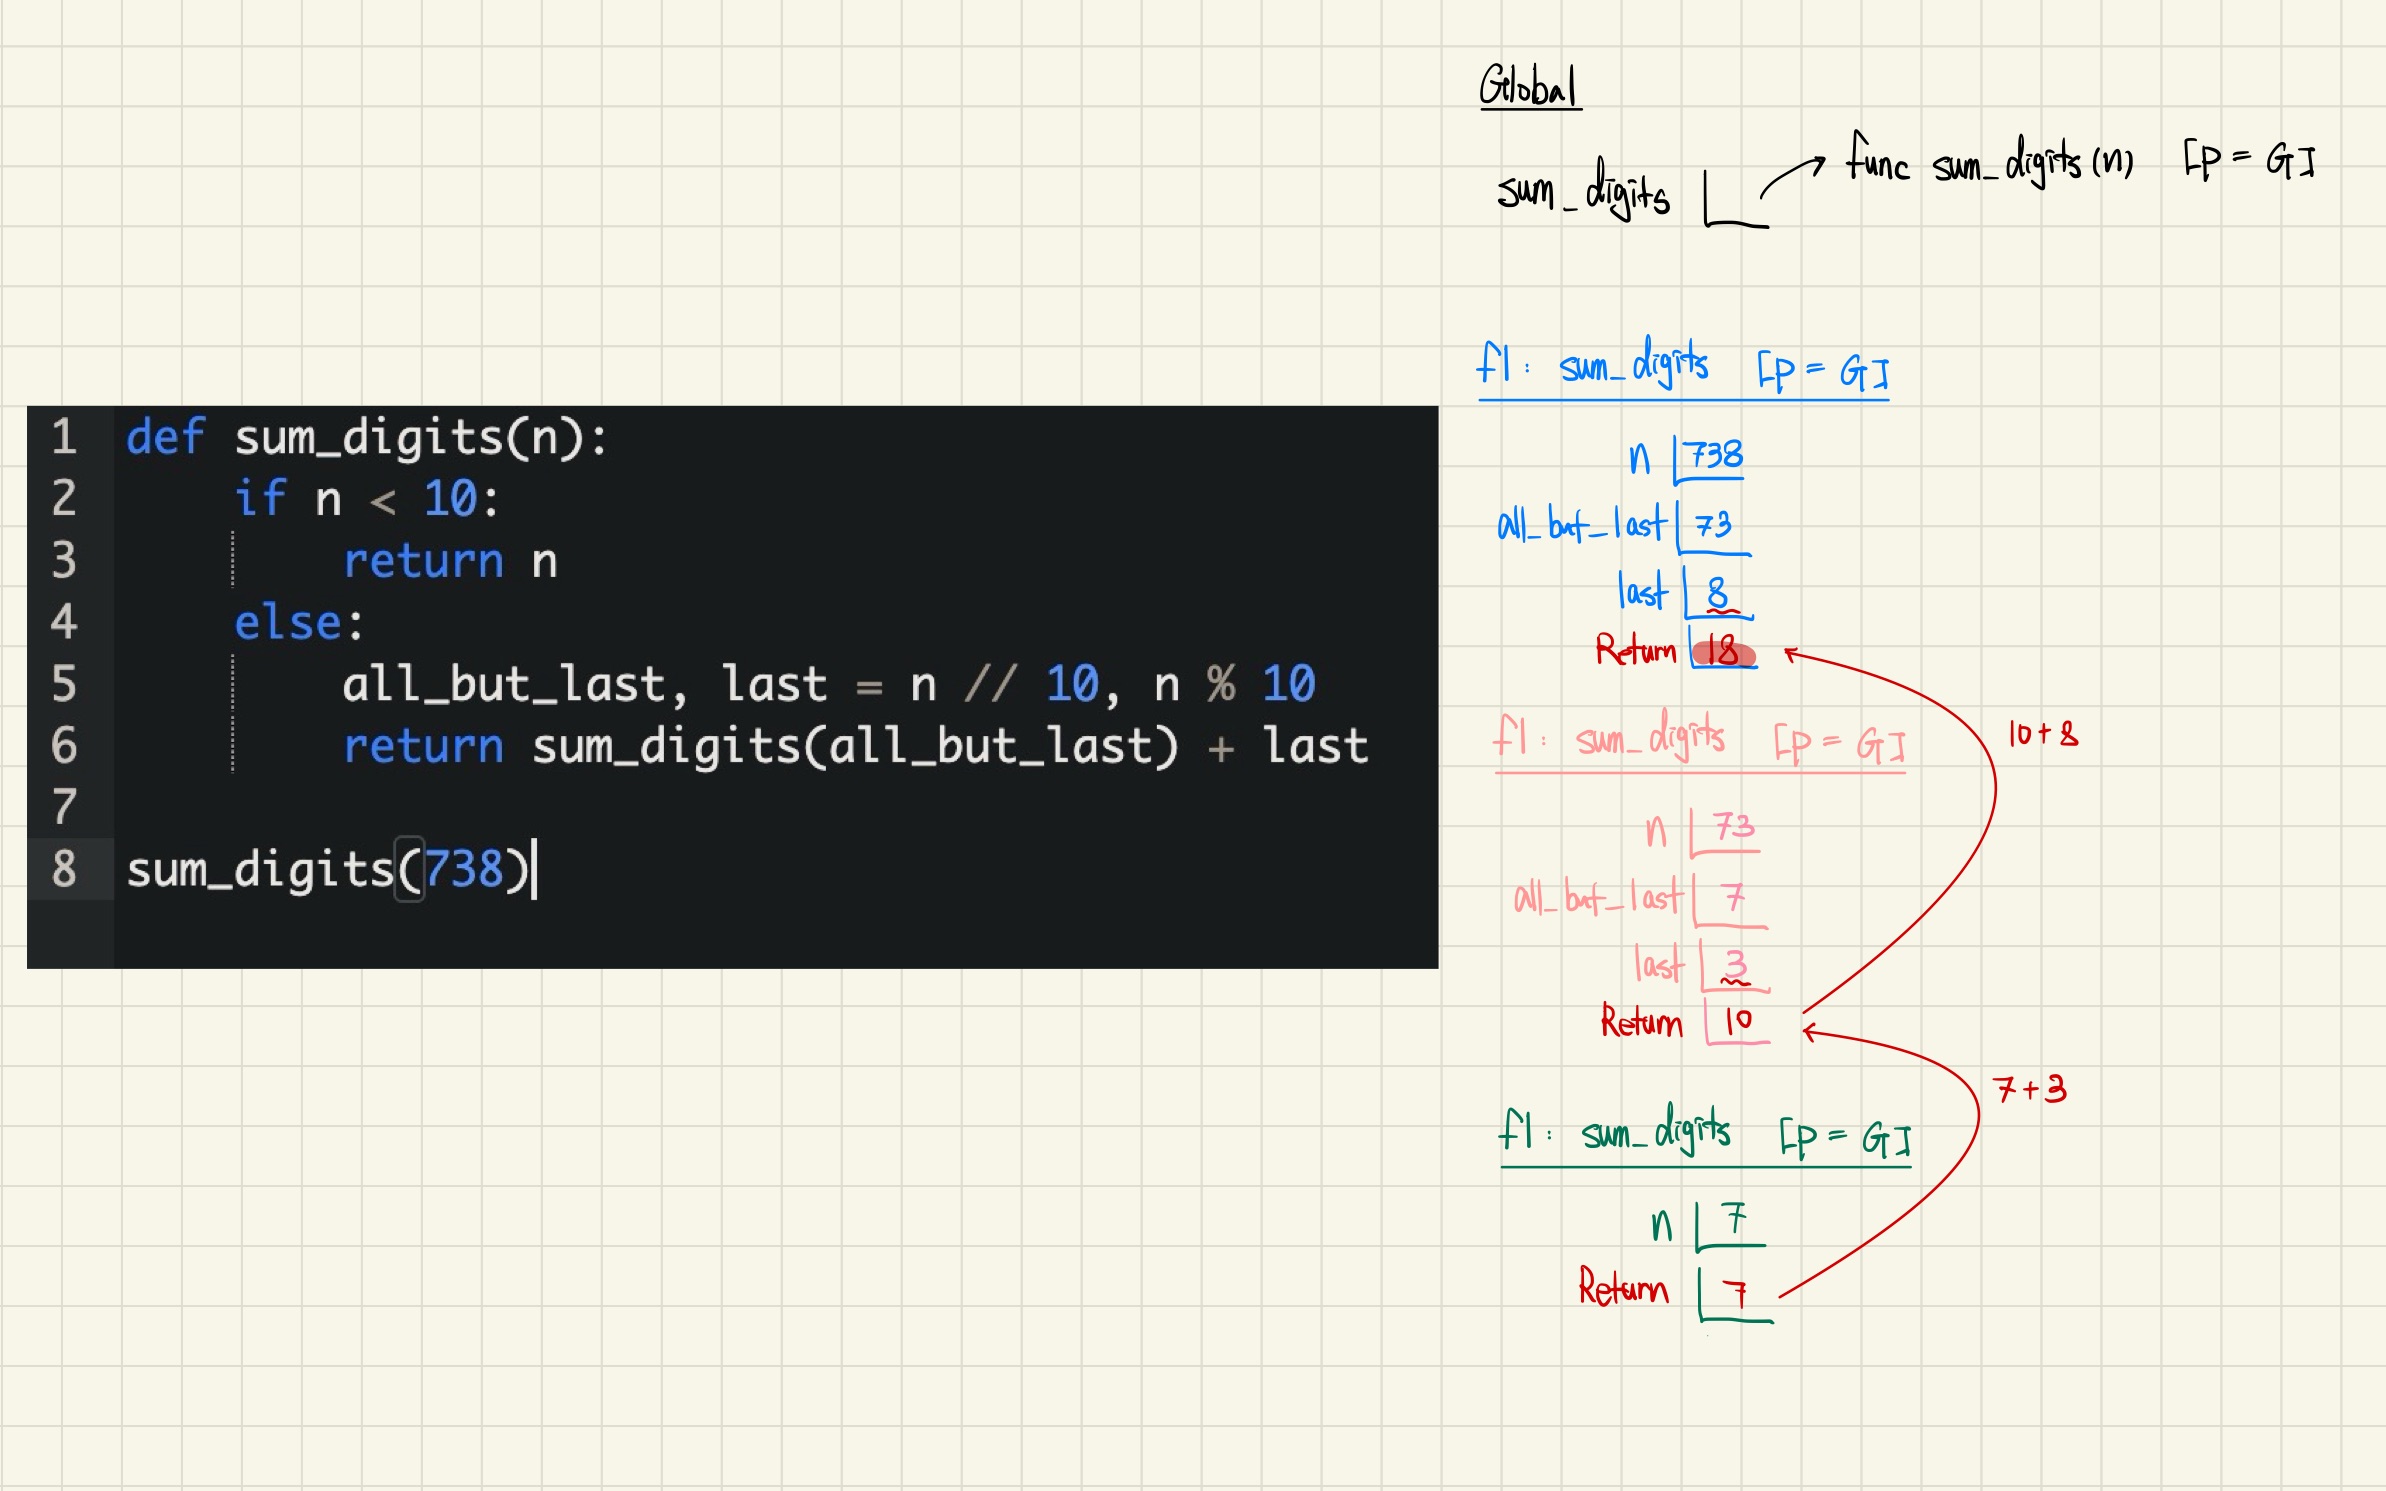 1 def sum_digits(n):
2 if n < 10:
3 return n
4 else:
5 all_but_last, last = n // 10, n % 10
6 return sum_digits(all_but_last) + last
7
8 sum_digits(738)
Global
sum_digits func sum_digits(n) [p = G]
f1: sum_digits [p = G]
n 738
all_but_last 73
last 8
Return 18
10+8
f1: sum_digits [p = G]
n 73
all_but_last 7
last 3
Return 10
7+3
f1: sum_digits [p = G]
n 7
Return 7